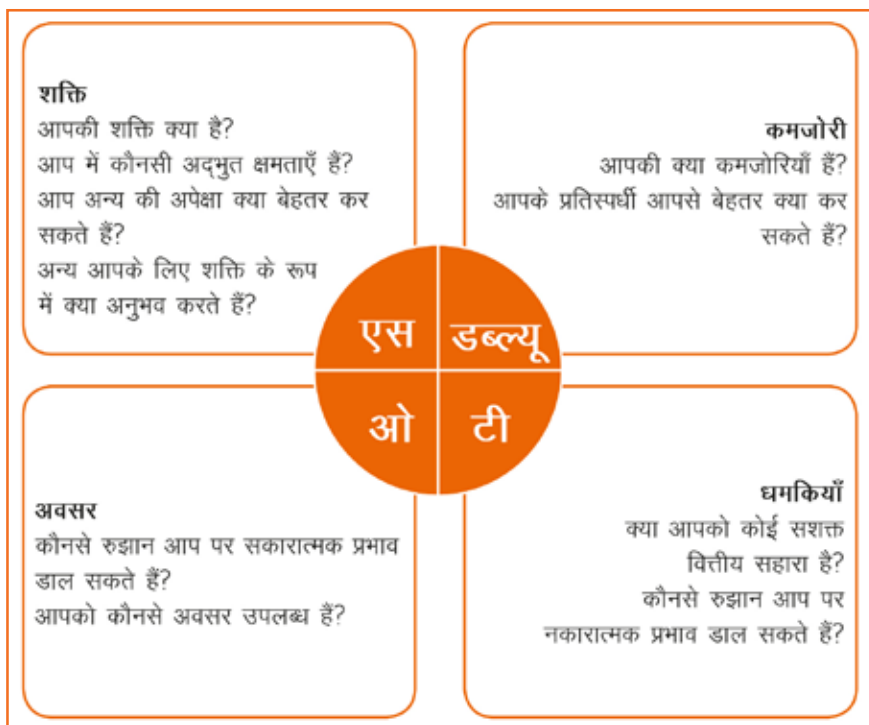 शक्ति
आपकी शक्ति क्या है?
आप में कौनसी अद्भुत क्षमताएँ हैं?
आप अन्य की अपेक्षा क्या बेहतर कर
सकते हैं?
अन्य आपके लिए शक्ति के रूप
में क्या अनुभव करते हैं?
कमजोरी
आपकी क्या कमजोरियाँ हैं?
आपके प्रतिस्पर्धी आपसे बेहतर क्या कर
सकते हैं?
एस
डब्ल्यू
ओ
टी
अवसर
कौनसे रुझान आप पर सकारात्मक प्रभाव
डाल सकते हैं?
आपको कौनसे अवसर उपलब्ध हैं?
धमकियाँ
क्या आपको कोई सशक्त
वित्तीय सहारा है?
कौनसे रुझान आप पर
नकारात्मक प्रभाव डाल सकते हैं?